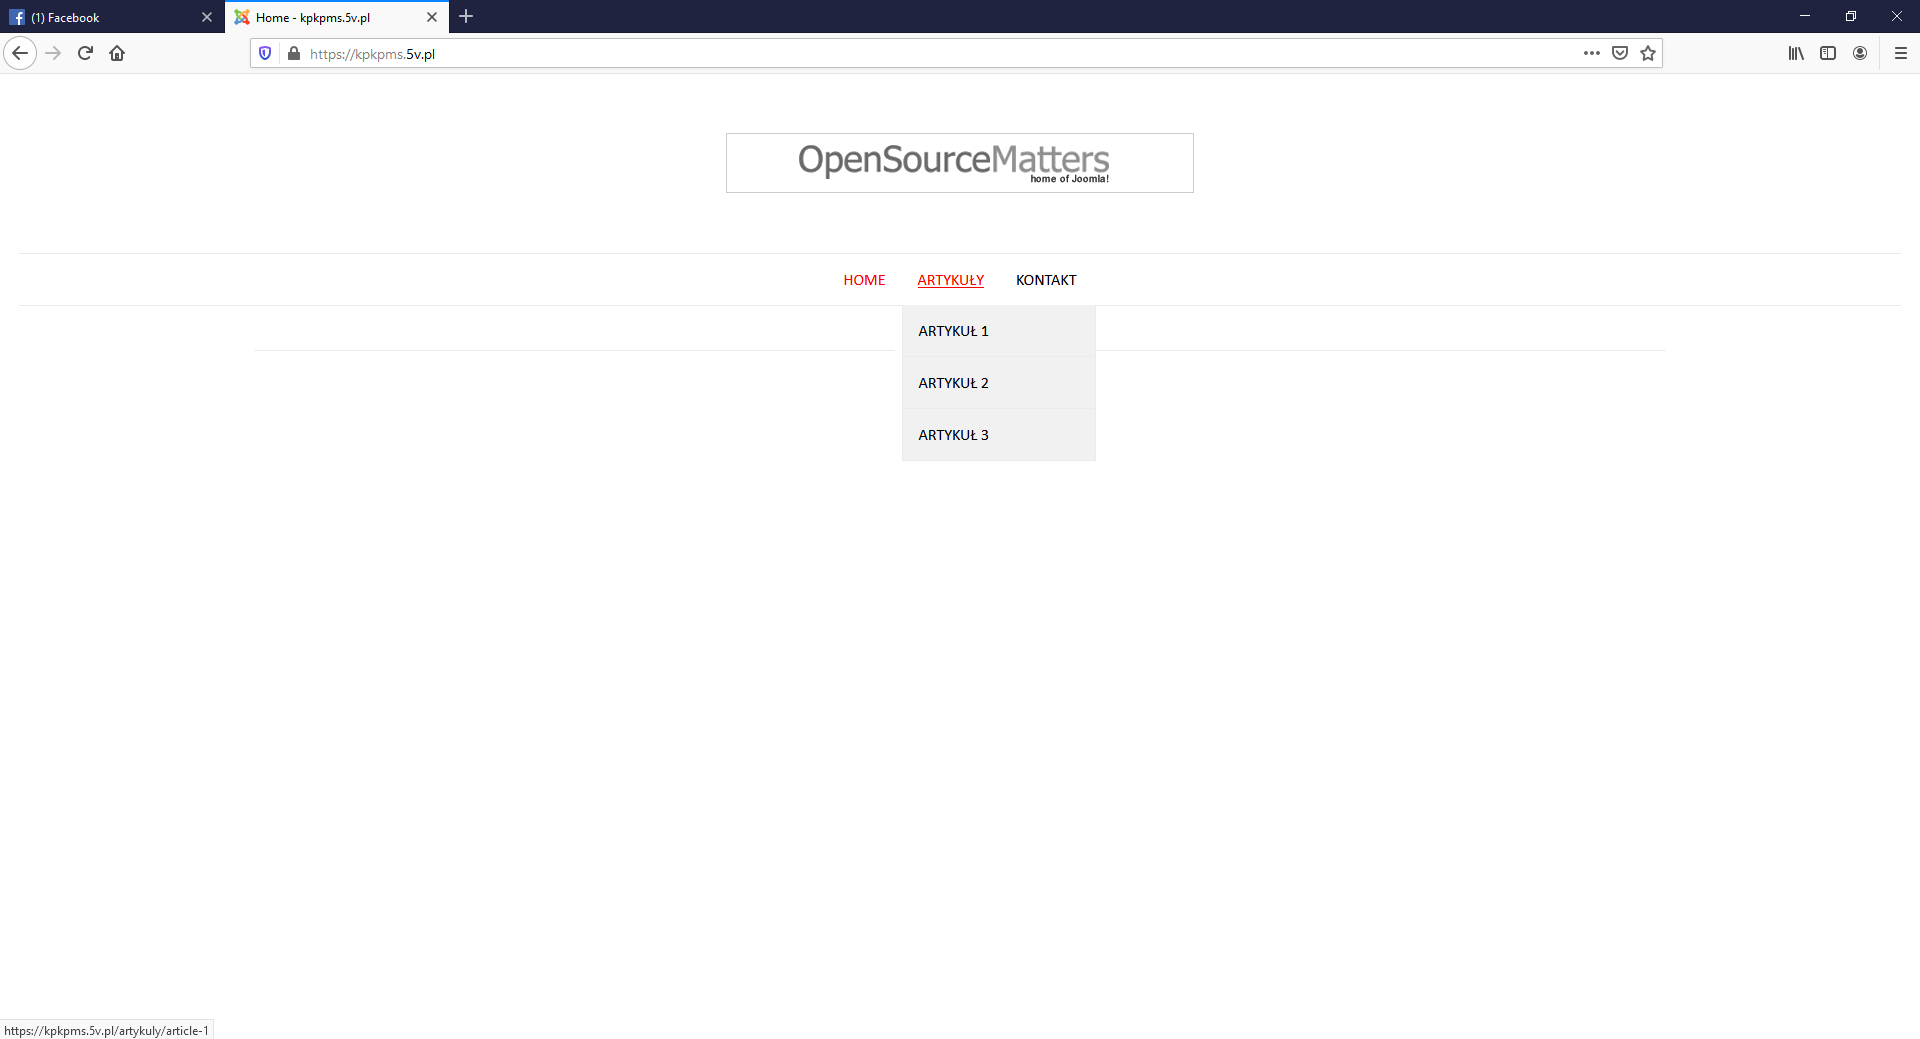 (1) Facebook
Home - kpkpms.5v.pl
https://kpkpms.5v.pl
OpenSourceMatters
home of Joomla!
HOME ARTYKUŁY KONTAKT
ARTYKUŁ 1
ARTYKUŁ 2
ARTYKUŁ 3
https://kpkpms.5v.pl/artykuly/article-1